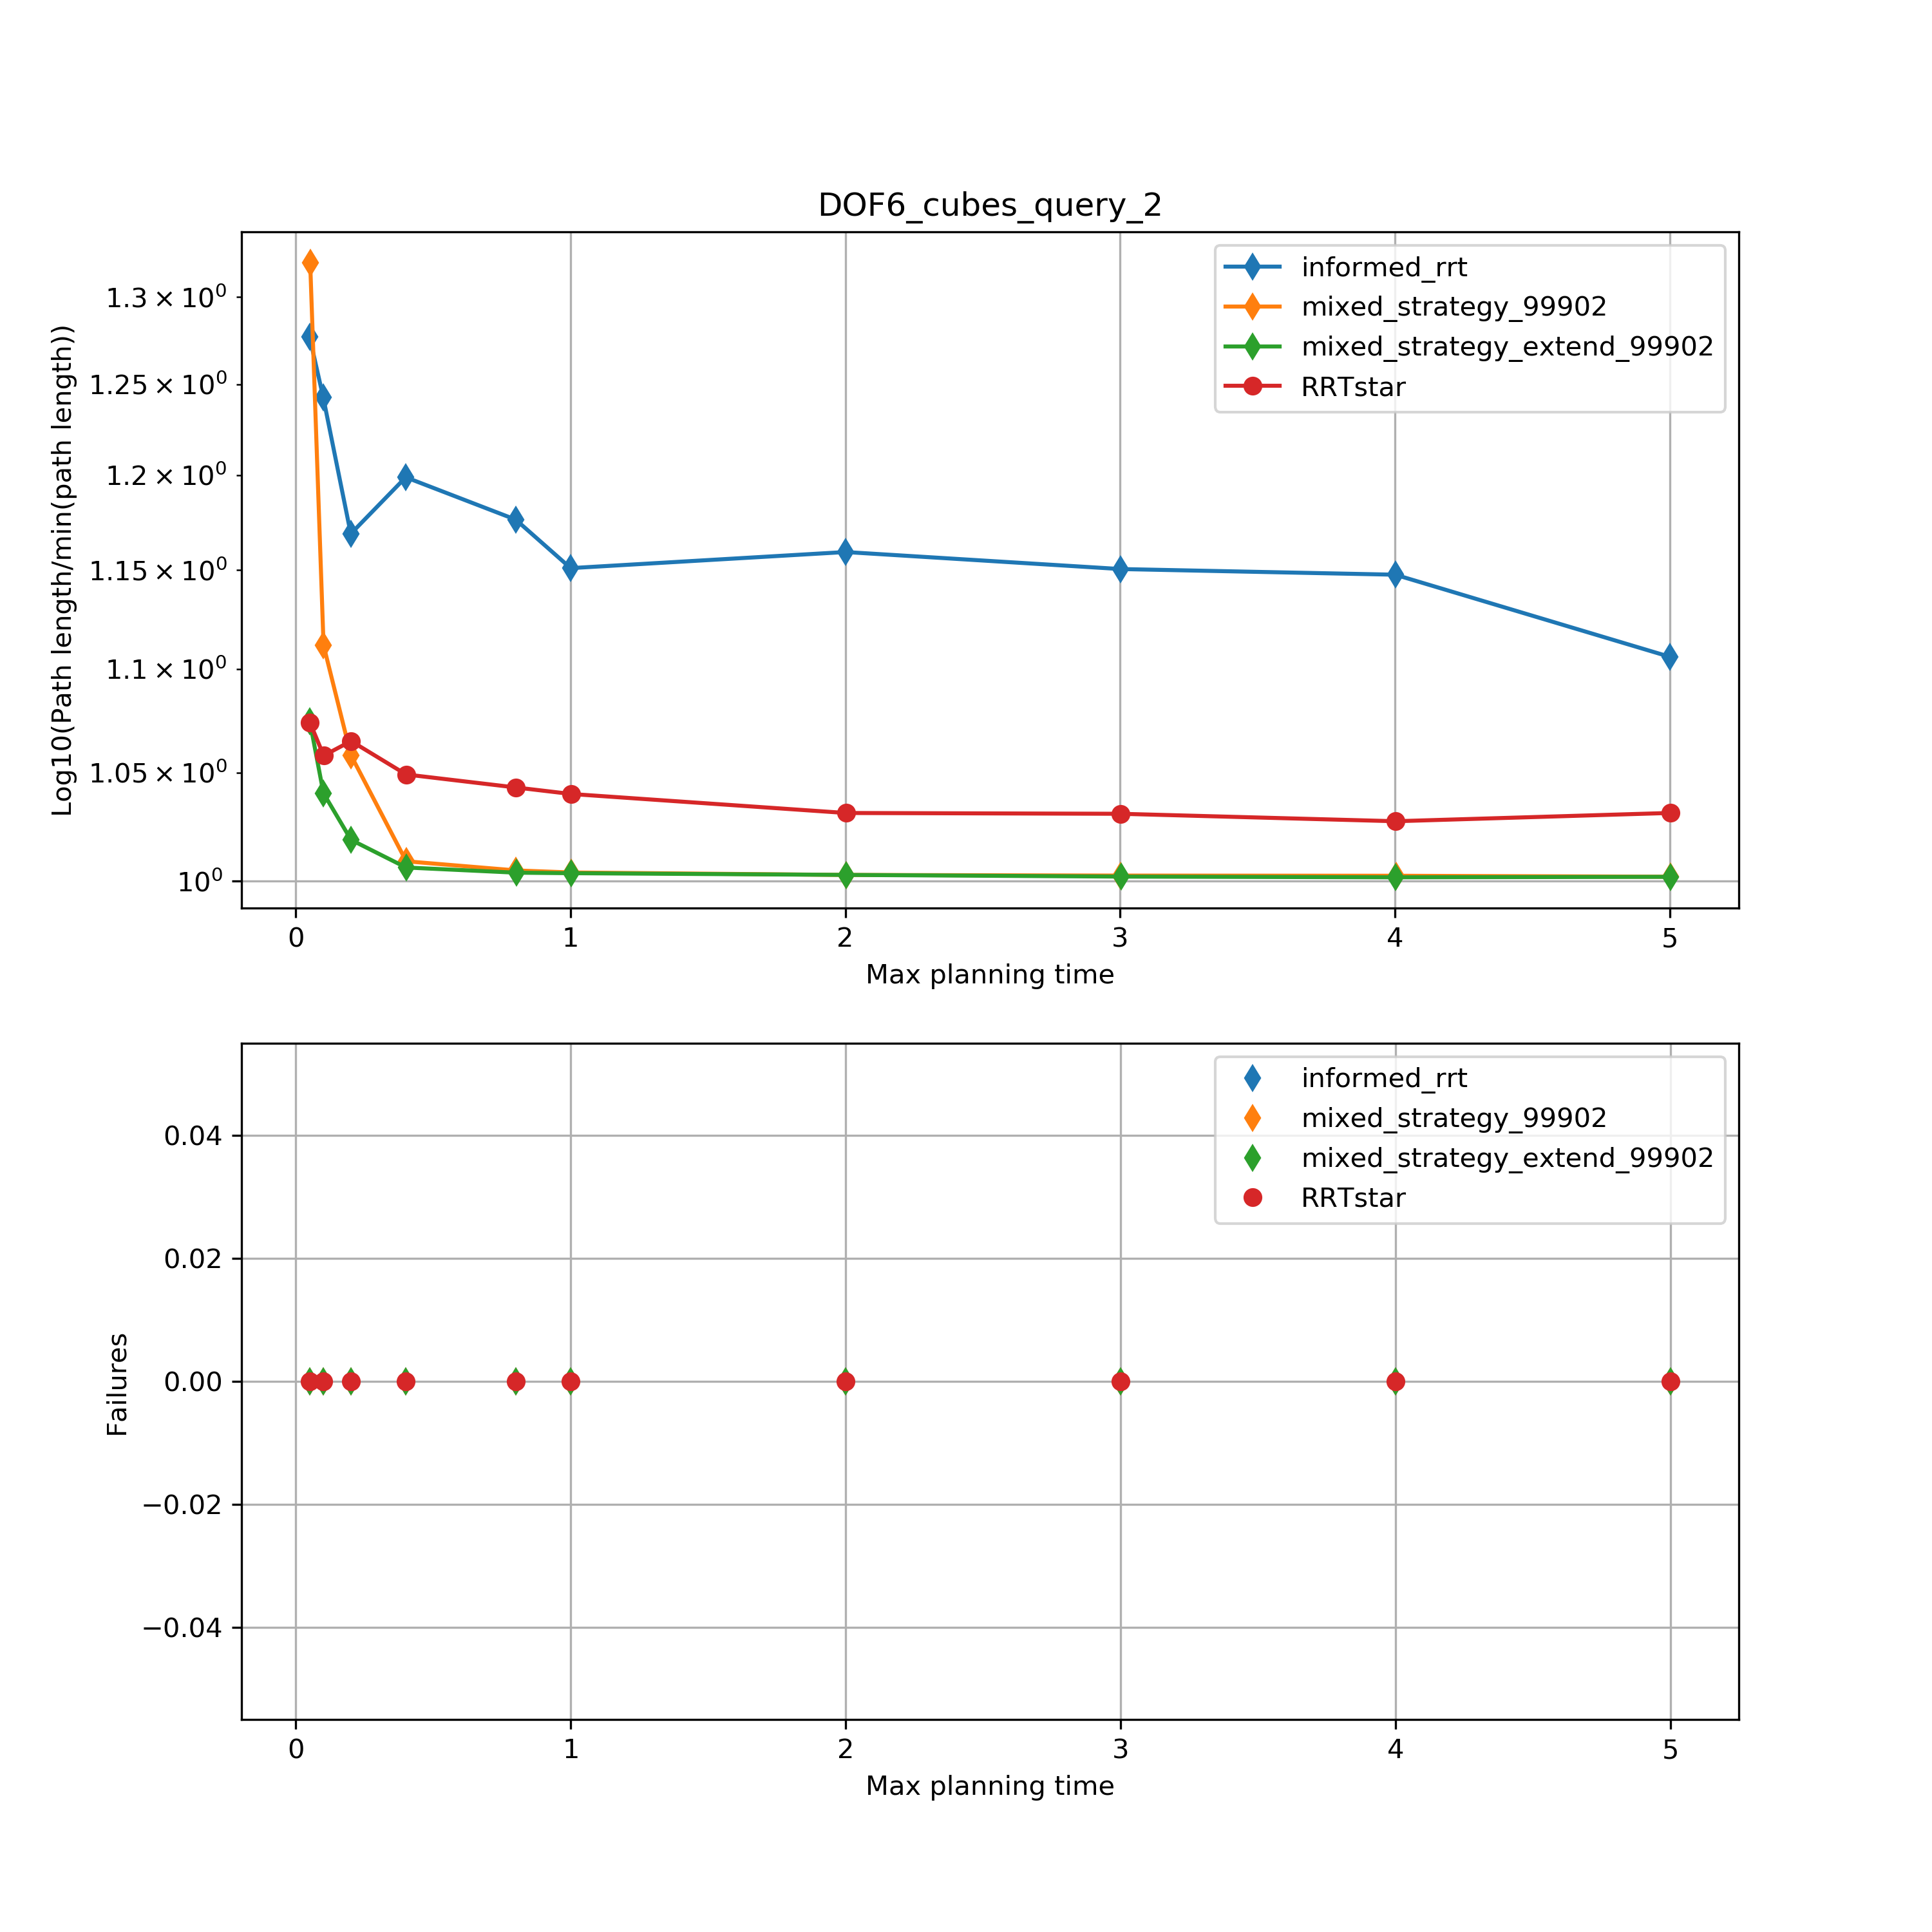 DOF6_cubes_query_2
Log10(Path length/min(path length))
1.3 × 10⁰
1.25 × 10⁰
1.2 × 10⁰
1.15 × 10⁰
1.1 × 10⁰
1.05 × 10⁰
10⁰
informed_rrt
mixed_strategy_99902
mixed_strategy_extend_99902
RRTstar
0 1 2 3 4 5
Max planning time
Failures
0.04
0.02
0.00
−0.02
−0.04
informed_rrt
mixed_strategy_99902
mixed_strategy_extend_99902
RRTstar
0 1 2 3 4 5
Max planning time